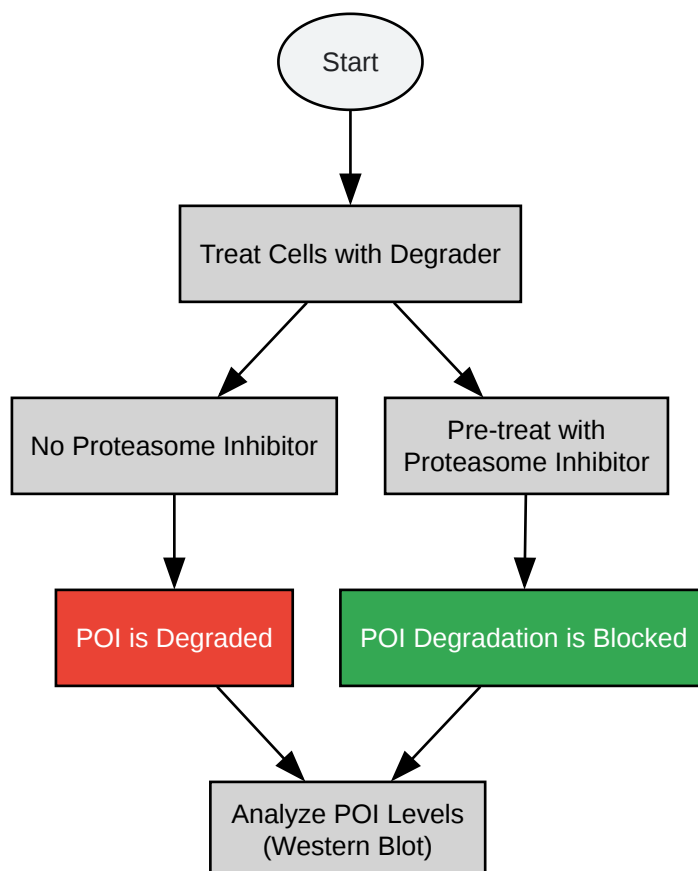 Start
Treat Cells with Degrader
No Proteasome Inhibitor
Pre-treat with
Proteasome Inhibitor
POI is Degraded
POI Degradation is Blocked
Analyze POI Levels
(Western Blot)